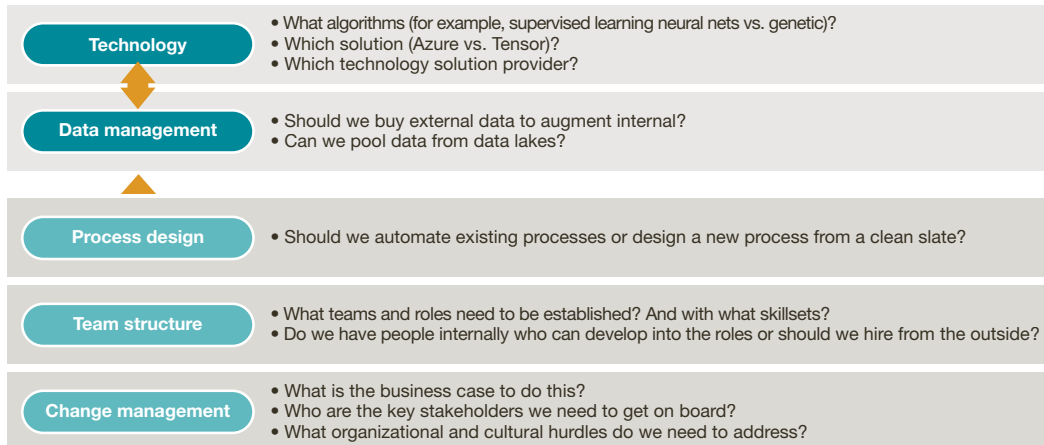 Technology
• What algorithms (for example, supervised learning neural nets vs. genetic)?
• Which solution (Azure vs. Tensor)?
• Which technology solution provider?
Data management
• Should we buy external data to augment internal?
• Can we pool data from data lakes?
Process design
• Should we automate existing processes or design a new process from a clean slate?
Team structure
• What teams and roles need to be established? And with what skillsets?
• Do we have people internally who can develop into the roles or should we hire from the outside?
Change management
• What is the business case to do this?
• Who are the key stakeholders we need to get on board?
• What organizational and cultural hurdles do we need to address?